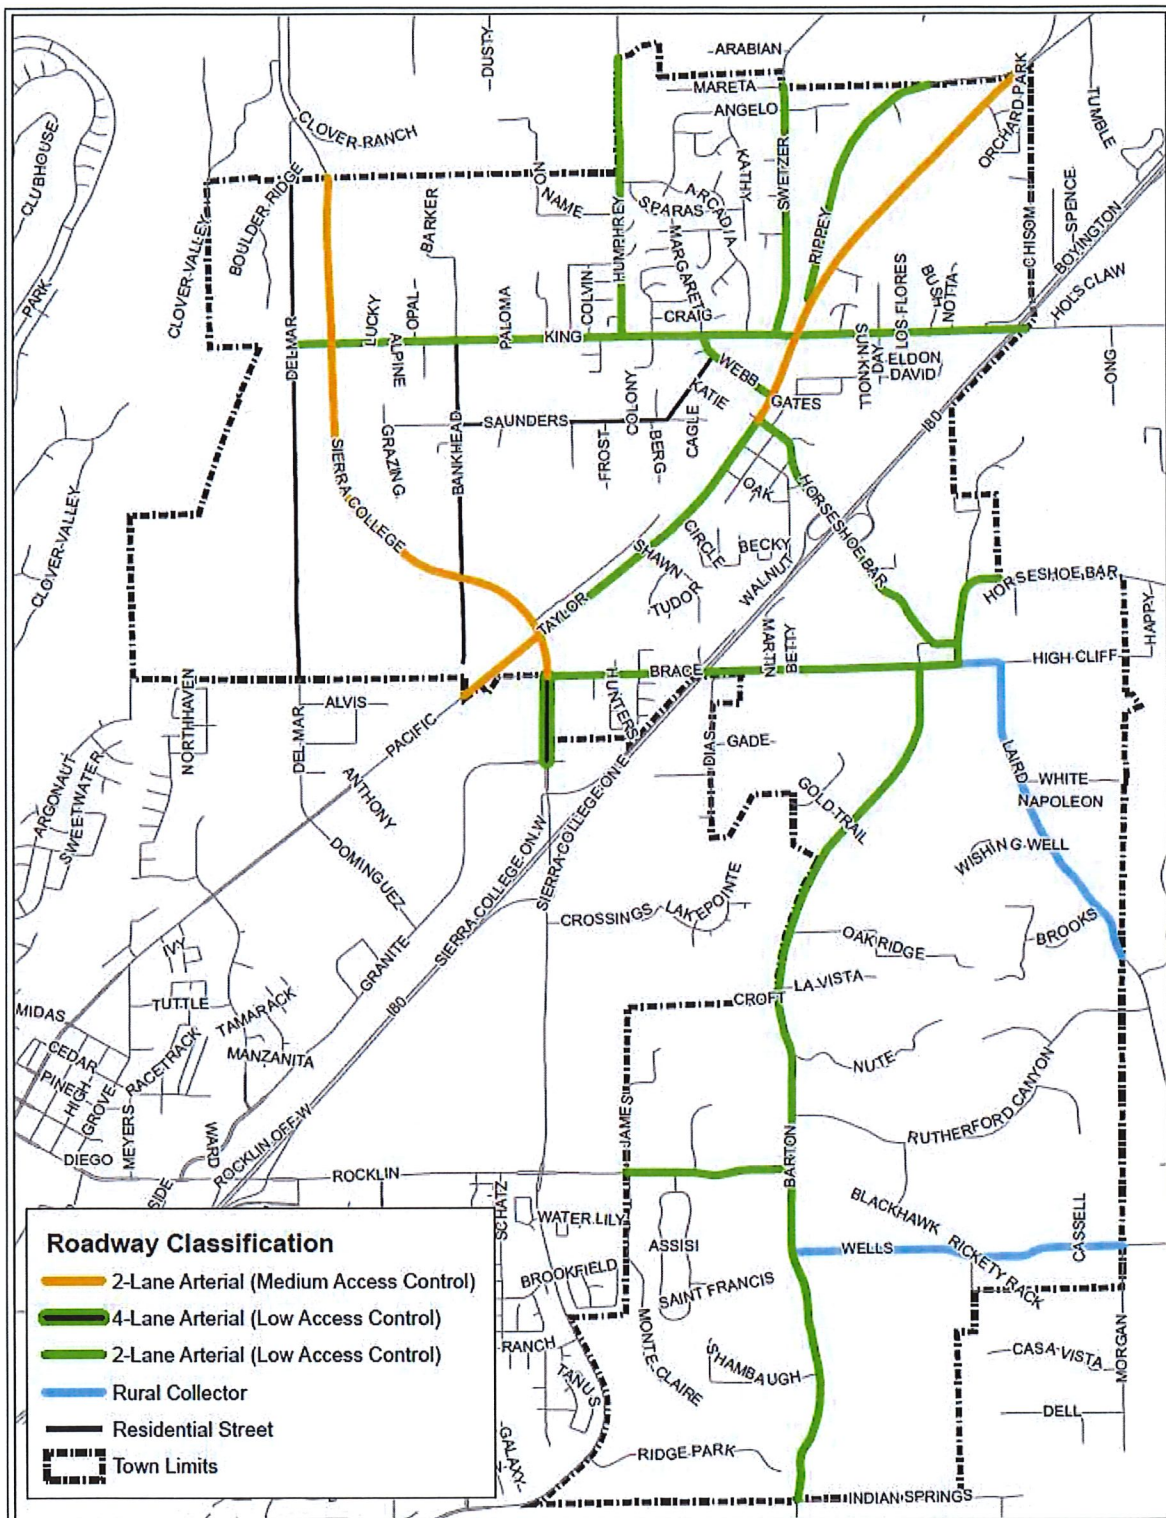 DUSTY
ARABIAN
MARETA
ANGELO
ORCHARD PARK
TUMBLE
CLOVER RANCH
CLUBHOUSE
NON
NAME
KATHY
SWETZER
ARCADIA
SPARAS
BOULDER RIDGE
CLOVER VALLEY
BARKER
HUMPHREY
MARGARET
RIPPEY
CHISOM
SPENCE
BOYINGTON
HOLSCLAW
PARK
DEL MAR
LUCKY
ALPINE
OPAL
PALOMA
KING
COLVIN
CRAIG
SUN KNOLL
DAY
LOS FLORES
BUSH
NOTTA
ELDON
DAVID
ONG
WEBB
KATIE
GATES
SAUNDERS
COLONY
FROST
BERG
CAGLE
GRAZING
BANKHEAD
I80
SIERRA COLLEGE
OAK
HORSESHOE BAR
CIRCLE
BECKY
SHAWN
TUDOR
WALNUT
CLOVER VALLEY
TAYLOR
HORSESHOE BAR
HAPPY
MARTIN
BETTY
BRACE
HIGH CLIFF
HUNTERS
NORTHHAVEN
ALVIS
DEL MAR
PACIFIC
DIAS
GADE
LAIRD
WHITE
NAPOLEON
ARGONAUT
SWEETWATER
ANTHONY
DOMINGUEZ
GOLD TRAIL
WISHING WELL
SIERRA COLLEGE ON E
SIERRA COLLEGE ON W
SIERRA COLLEGE
CROSSINGS
LAKEPOINTE
BROOKS
OAK RIDGE
IVY
GRANITE
LA VISTA
CROFT
I80
MIDAS
TUTTLE
TAMARACK
CEDAR
RACETRACK
MANZANITA
NUTE
PINE
HIGH
GROVE
MEYERS
JAMES
RUTHERFORD CANYON
DIEGO
WARD
ROCKLIN OFF W
ROCKLIN
BARTON
SIDE
SCHATZ
WATER LILY
ASSISI
BLACKHAWK
CASSELL
WELLS
RICKETY RACK
BROOKFIELD
SAINT FRANCIS
RANCH
MONTE CLAIRE
SHAMBAUGH
CASA VISTA
MORGAN
TANUS
DELL
GALAXY
RIDGE PARK
INDIAN SPRINGS
Roadway Classification
2-Lane Arterial (Medium Access Control)
4-Lane Arterial (Low Access Control)
2-Lane Arterial (Low Access Control)
Rural Collector
Residential Street
Town Limits